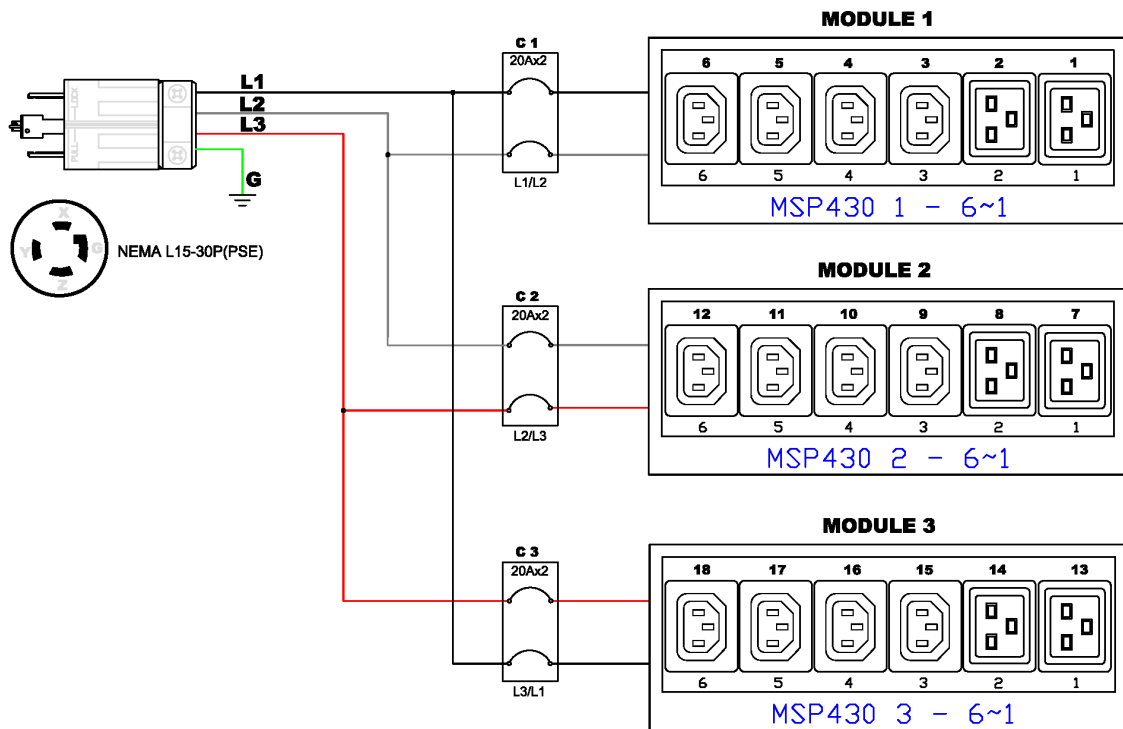 MODULE 1
C 1
20Ax2
L1/L2
6 5 4 3 2 1
6 5 4 3 2 1
MSP430 1 - 6~1
L1
L2
L3
G
LOCK
PULL
X
Y
G
Z
NEMA L15-30P(PSE)
MODULE 2
C 2
20Ax2
L2/L3
12 11 10 9 8 7
6 5 4 3 2 1
MSP430 2 - 6~1
MODULE 3
C 3
20Ax2
L3/L1
18 17 16 15 14 13
6 5 4 3 2 1
MSP430 3 - 6~1